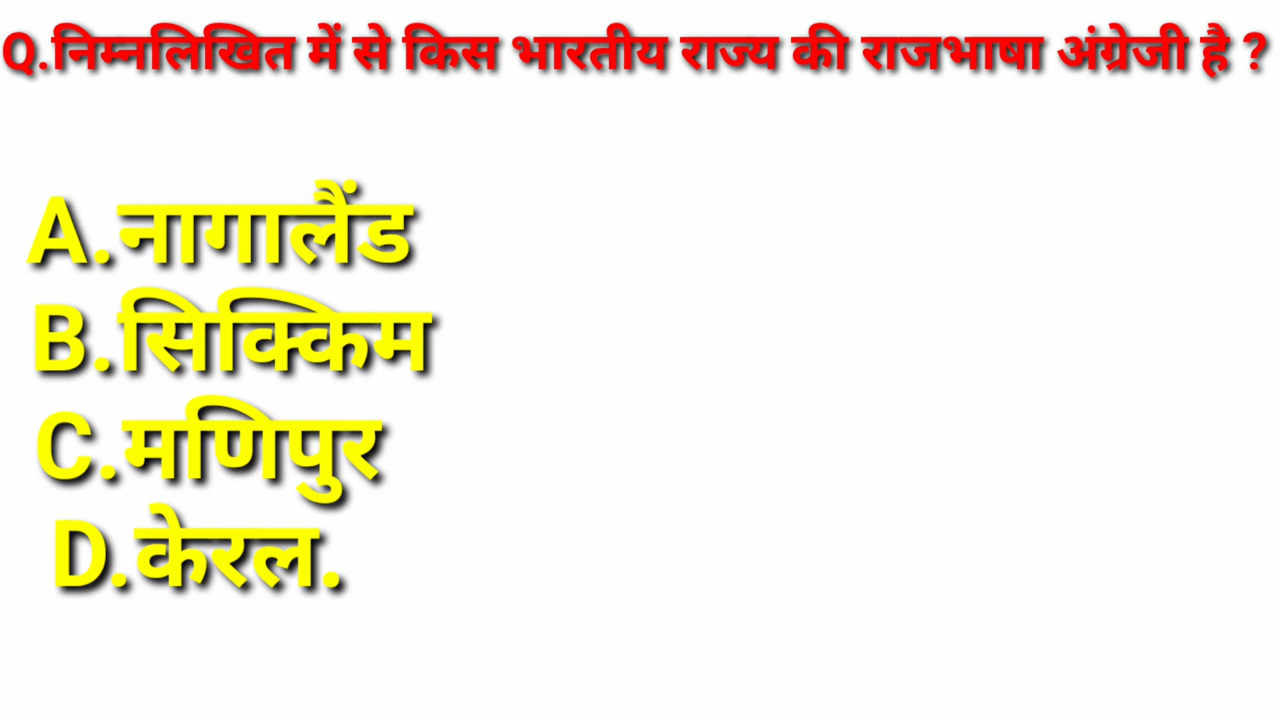 Q.निम्नलिखित में से किस भारतीय राज्य की राजभाषा अंग्रेजी है ?
A.नागालैंड
B.सिक्किम
C.मणिपुर
D.केरल.